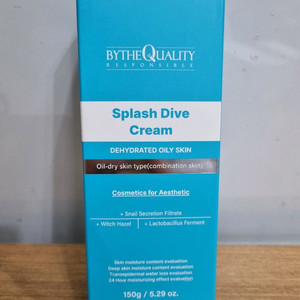 BYTHEQUALITY
RESPONSIBLE
Splash Dive
Cream
DEHYDRATED OILY SKIN
Oil-dry skin type(combination skin)
Cosmetics for Aesthetic
+ Snail Secretion Filtrate
+ Witch Hazel + Lactobacillus Ferment
Skin moisture content evaluation
Deep skin moisture content evaluation
Transepidermal water loss evaluation
24 Hour moisturizing effect evaluation
150g / 5.29 oz.